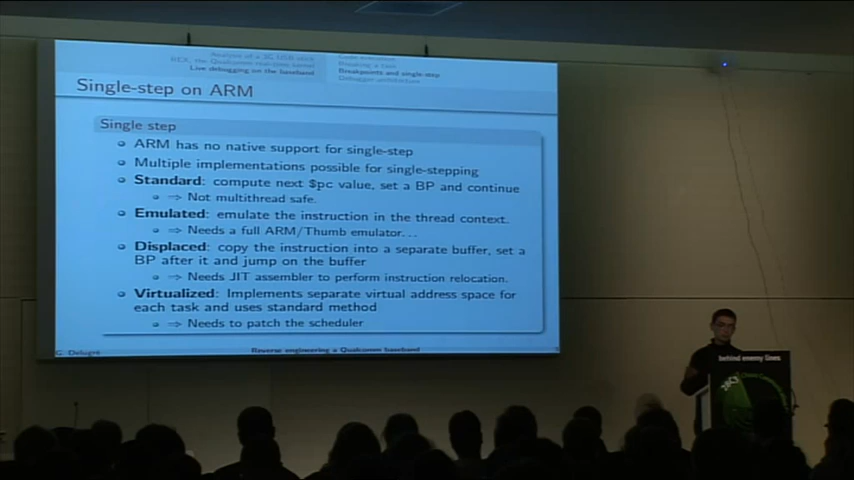 Analysis of a 3G USB stick
REX, the Qualcomm real-time kernel
Live debugging on the baseband
Breakpoints and single-step
Debugger architecture
Single-step on ARM
Single step
ARM has no native support for single-step
Multiple implementations possible for single-stepping
Standard: compute next $pc value, set a BP and continue
⇒ Not multithread safe.
Emulated: emulate the instruction in the thread context.
⇒ Needs a full ARM/Thumb emulator...
Displaced: copy the instruction into a separate buffer, set a
BP after it and jump on the buffer
⇒ Needs JIT assembler to perform instruction relocation.
Virtualized: Implements separate virtual address space for
each task and uses standard method
⇒ Needs to patch the scheduler
G. Delugré
Reverse engineering a Qualcomm baseband
behind enemy lines